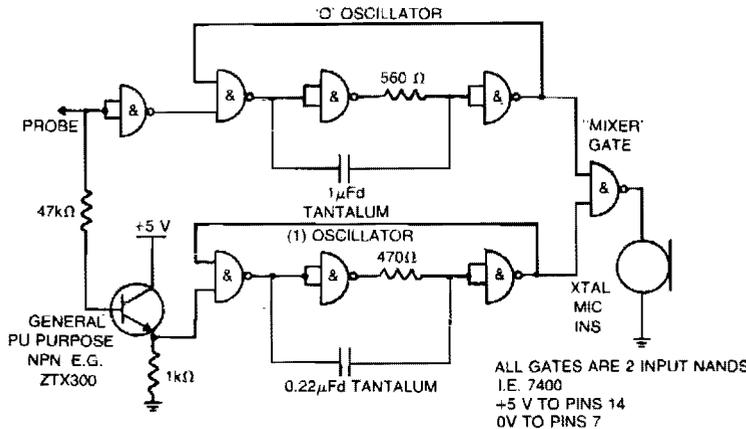 'O' OSCILLATOR
560 Ω
&
&
&
&
PROBE
"MIXER'
GATE
&
1µFd
TANTALUM
47kΩ
+5 V
(1) OSCILLATOR
470Ω
&
&
&
XTAL
MIC
INS
GENERAL
PU PURPOSE
NPN E.G.
ZTX300
1kΩ
0.22µFd TANTALUM
ALL GATES ARE 2 INPUT NANDS
I.E. 7400
+5 V TO PINS 14
0V TO PINS 7